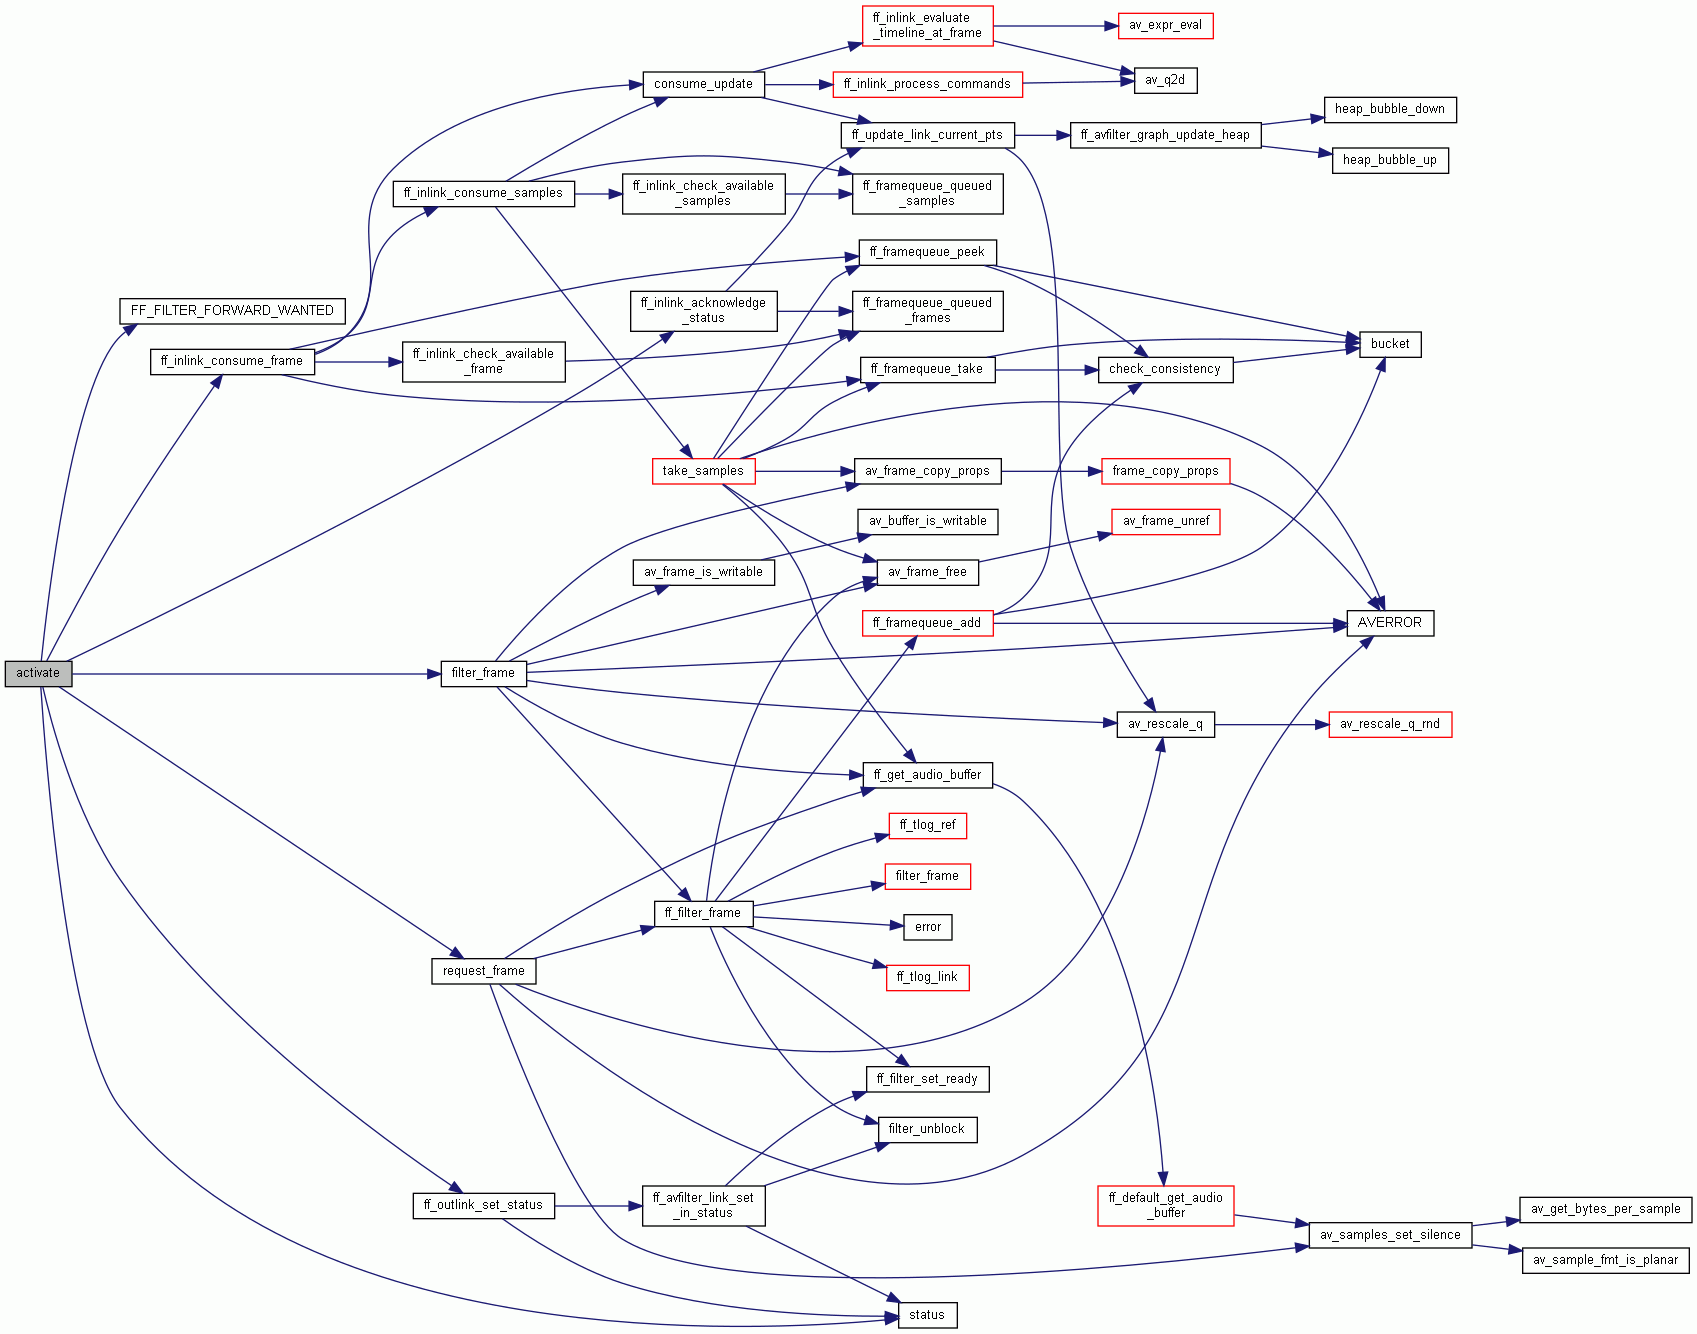 ff_inlink_evaluate
_timeline_at_frame
av_expr_eval
consume_update
ff_inlink_process_commands
av_q2d
ff_update_link_current_pts
ff_avfilter_graph_update_heap
heap_bubble_down
heap_bubble_up
ff_inlink_consume_samples
ff_inlink_check_available
_samples
ff_framequeue_queued
_samples
ff_framequeue_peek
FF_FILTER_FORWARD_WANTED
ff_inlink_acknowledge
_status
ff_framequeue_queued
_frames
ff_inlink_consume_frame
ff_inlink_check_available
_frame
ff_framequeue_take
check_consistency
bucket
take_samples
av_frame_copy_props
frame_copy_props
av_buffer_is_writable
av_frame_unref
av_frame_is_writable
av_frame_free
ff_framequeue_add
AVERROR
activate
filter_frame
av_rescale_q
av_rescale_q_rnd
ff_get_audio_buffer
ff_tlog_ref
filter_frame
ff_filter_frame
error
request_frame
ff_tlog_link
ff_filter_set_ready
filter_unblock
ff_outlink_set_status
ff_avfilter_link_set
_in_status
ff_default_get_audio
_buffer
av_samples_set_silence
av_get_bytes_per_sample
av_sample_fmt_is_planar
status